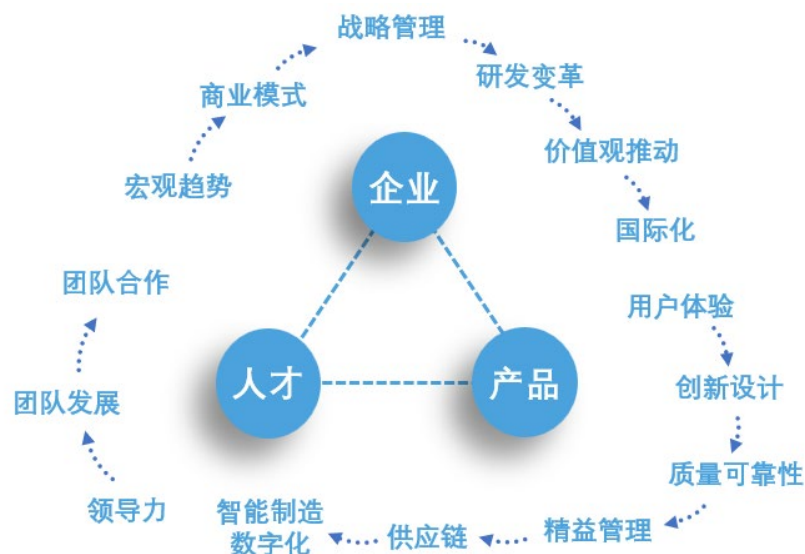 战略管理
研发变革
商业模式
价值观推动
宏观趋势
企业
国际化
团队合作
用户体验
人才
产品
创新设计
团队发展
质量可靠性
领导力
智能制造
数字化
供应链
精益管理